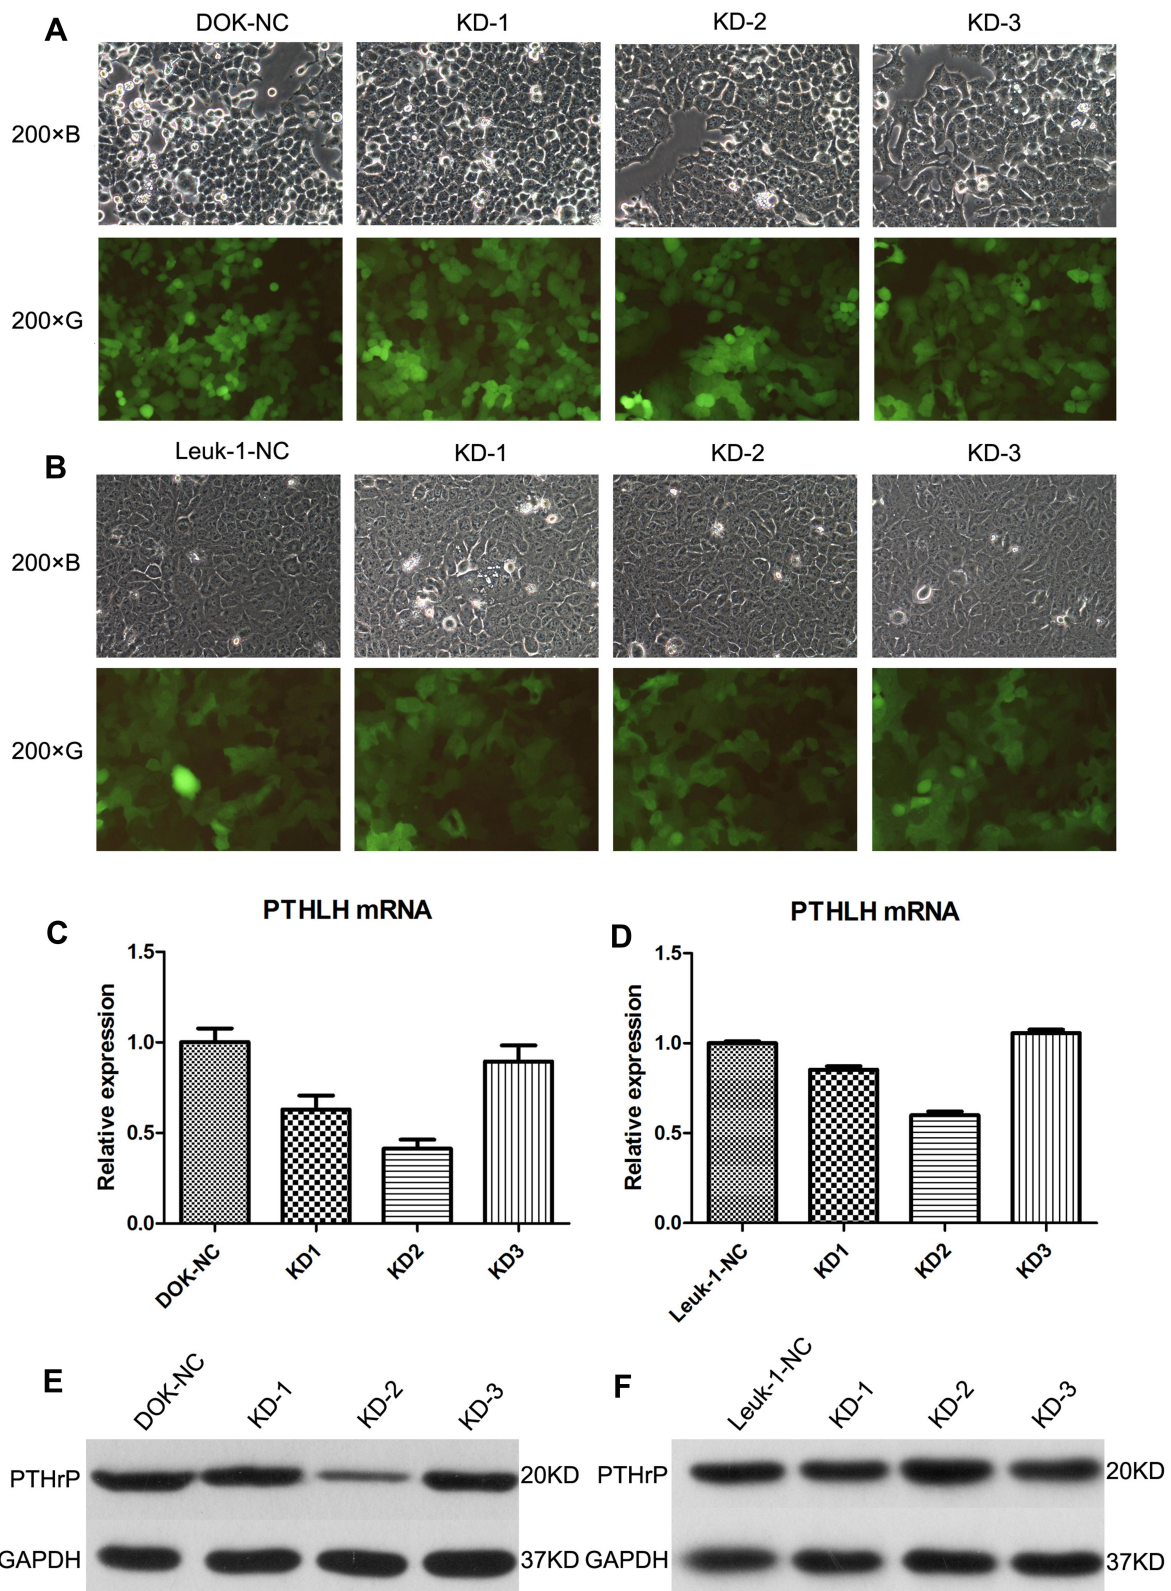 A
DOK-NC KD-1 KD-2 KD-3
200×B
200×G
B
Leuk-1-NC KD-1 KD-2 KD-3
200×B
200×G
C
PTHLH mRNA
Relative expression
1.5
1.0
0.5
0.0
DOK-NC KD1 KD2 KD3
D
PTHLH mRNA
Relative expression
1.5
1.0
0.5
0.0
Leuk-1-NC KD1 KD2 KD3
E
DOK-NC KD-1 KD-2 KD-3
PTHrP 20KD
GAPDH 37KD
F
Leuk-1-NC KD-1 KD-2 KD-3
PTHrP 20KD
GAPDH 37KD